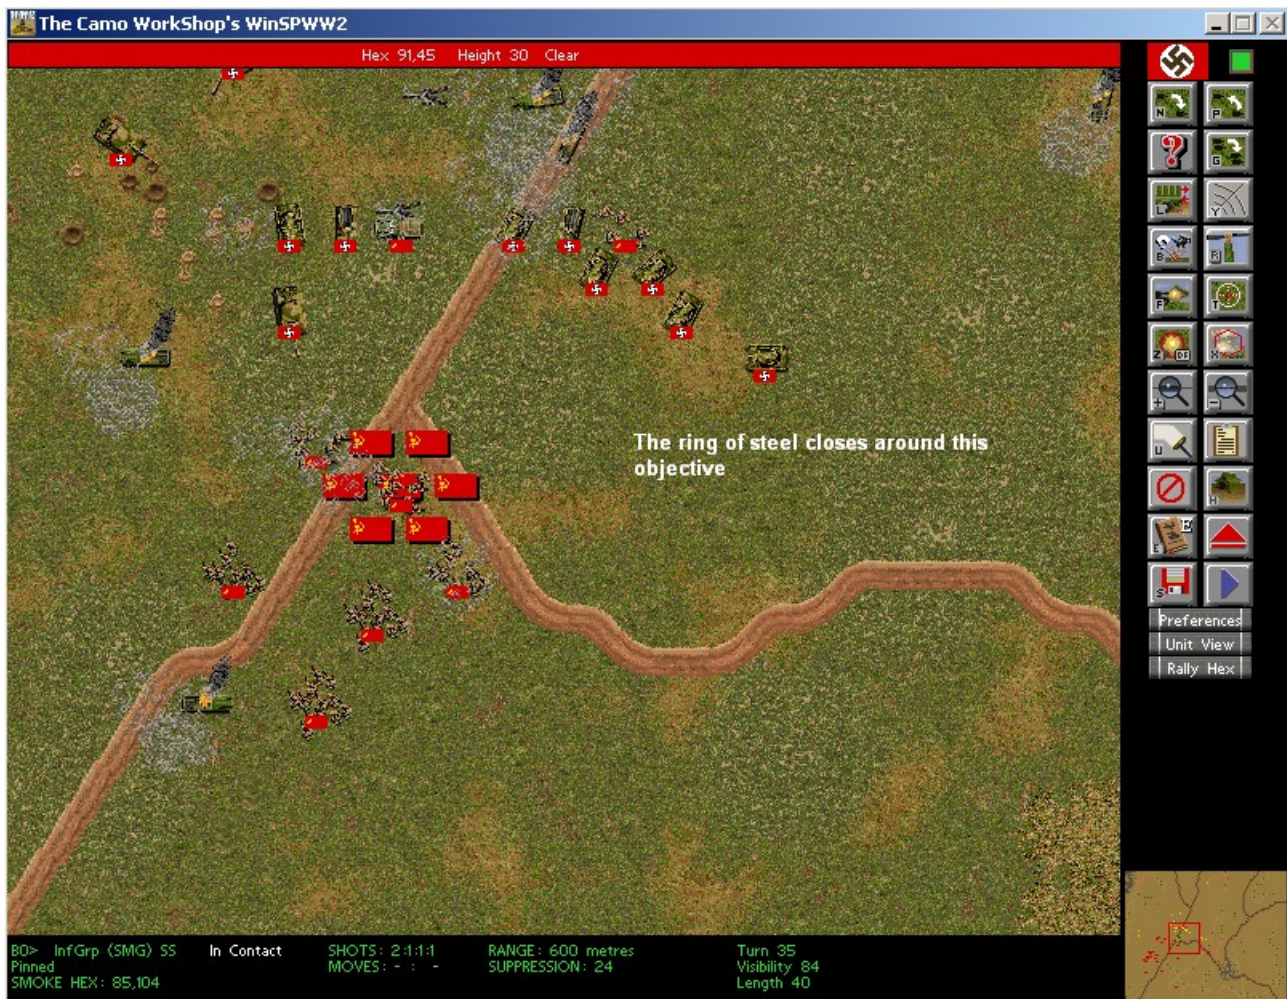 The Camo WorkShop's WinSPWW2
Hex 91,45 Height 30 Clear
N P
G
L Y
B R
F T
Z DF X
+ -
U
H
E E
S
The ring of steel closes around this
objective
Preferences
Unit View
Rally Hex
B0> InfGrp (SMG) SS In Contact SHOTS: 2:1:1:1 RANGE: 600 metres Turn 35
Pinned MOVES: - : - SUPPRESSION: 24 Visibility 84
SMOKE HEX: 85,104 Length 40